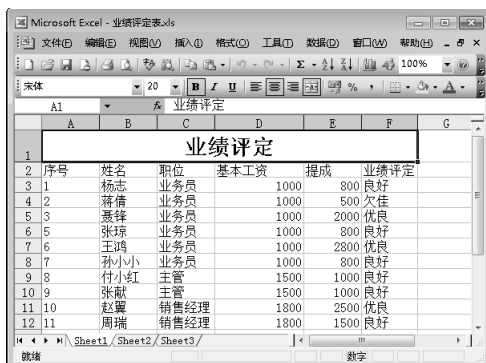 Microsoft Excel - 业绩评定表.xls
文件(F) 编辑(E) 视图(V) 插入(I) 格式(O) 工具(T) 数据(D) 窗口(W) 帮助(H)
Σ 100%
宋体 20 B I U % ,
A1 fx 业绩评定
A B C D E F G
1 业绩评定
2 序号 姓名 职位 基本工资 提成 业绩评定
3 1 杨志 业务员 1000 800 良好
4 2 蒋倩 业务员 1000 500 欠佳
5 3 聂锋 业务员 1000 2000 优良
6 5 张琼 业务员 1000 800 良好
7 6 王鸿 业务员 1000 2800 优良
8 7 孙小小 业务员 1000 800 良好
9 8 付小红 主管 1500 1000 良好
10 9 张献 主管 1500 1000 良好
11 10 赵翼 销售经理 1800 2500 优良
12 11 周瑞 销售经理 1800 1500 良好
Sheet1 Sheet2 Sheet3
就绪 数字